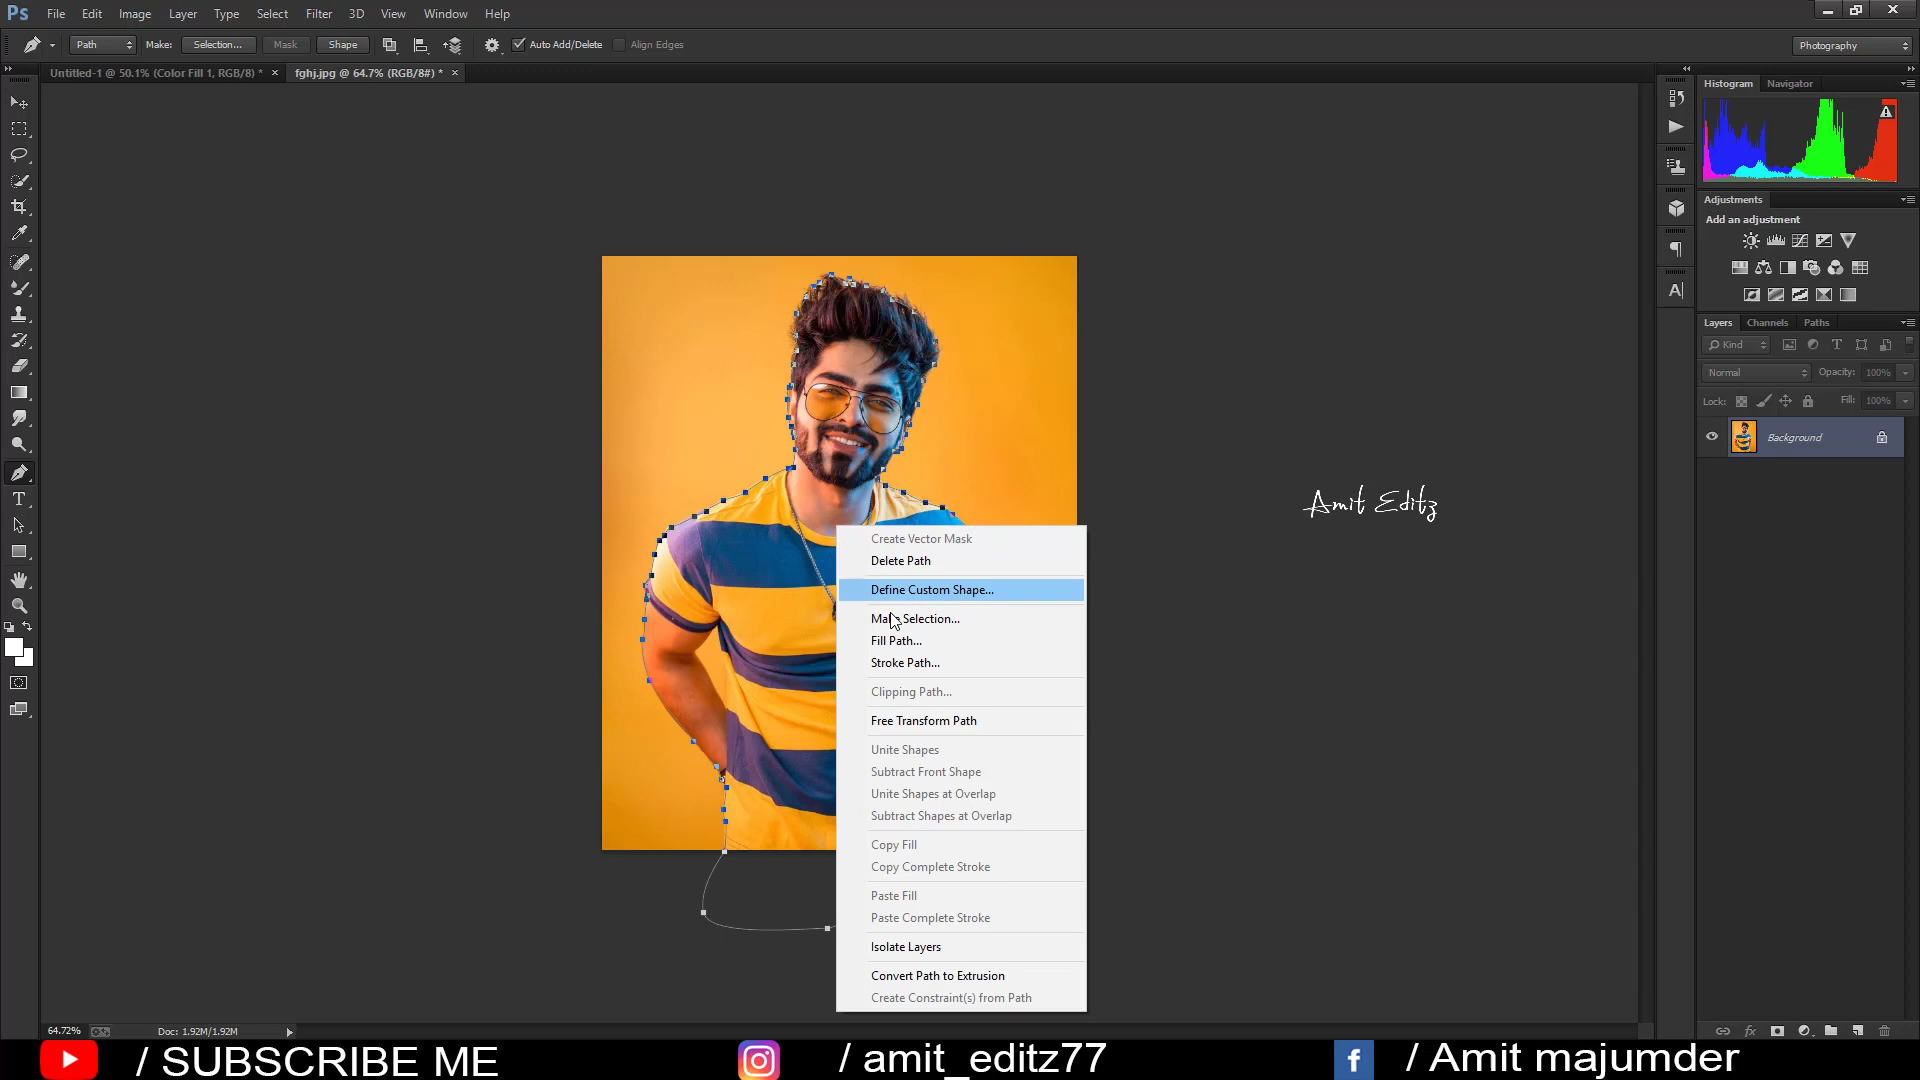 Ps File Edit Image Layer Type Select Filter 3D View Window Help
Path Make: Selection... Mask Shape Auto Add/Delete Align Edges Photography
Untitled-1 @ 50.1% (Color Fill 1, RGB/8) * × fghj.jpg @ 64.7% (RGB/8#) * ×
Histogram Navigator
Adjustments
Add an adjustment
Layers Channels Paths
Kind
Normal Opacity: 100%
Lock: Fill: 100%
Background
Amit Editz
Create Vector Mask
Delete Path
Define Custom Shape...
Make Selection...
Fill Path...
Stroke Path...
Clipping Path...
Free Transform Path
Unite Shapes
Subtract Front Shape
Unite Shapes at Overlap
Subtract Shapes at Overlap
Copy Fill
Copy Complete Stroke
Paste Fill
Paste Complete Stroke
Isolate Layers
Convert Path to Extrusion
Create Constraint(s) from Path
64.72% Doc: 1.92M/1.92M
/ SUBSCRIBE ME / amit_editz77 / Amit majumder